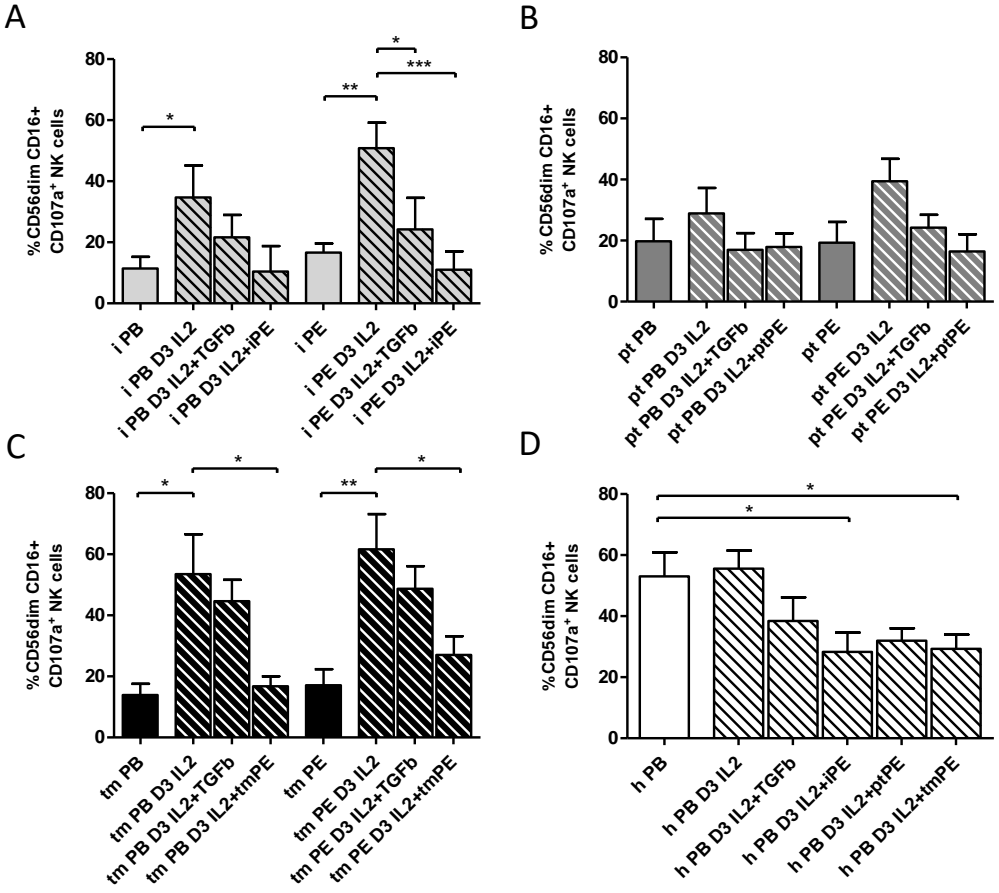 A
%CD56dim CD16+
CD107a⁺ NK cells
80
60
40
20
0
*
**
*
***
i PB
i PB D3 IL2
i PB D3 IL2+TGFb
i PB D3 IL2+iPE
i PE
i PE D3 IL2
i PE D3 IL2+TGFb
i PE D3 IL2+iPE
B
%CD56dim CD16+
CD107a⁺ NK cells
80
60
40
20
0
pt PB
pt PB D3 IL2
pt PB D3 IL2+TGFb
pt PB D3 IL2+ptPE
pt PE
pt PE D3 IL2
pt PE D3 IL2+TGFb
pt PE D3 IL2+ptPE
C
%CD56dim CD16+
CD107a⁺ NK cells
80
60
40
20
0
*
*
**
*
tm PB
tm PB D3 IL2
tm PB D3 IL2+TGFb
tm PB D3 IL2+tmPE
tm PE
tm PE D3 IL2
tm PE D3 IL2+TGFb
tm PE D3 IL2+tmPE
D
%CD56dim CD16+
CD107a⁺ NK cells
80
60
40
20
0
*
*
h PB
h PB D3 IL2
h PB D3 IL2+TGFb
h PB D3 IL2+iPE
h PB D3 IL2+ptPE
h PB D3 IL2+tmPE